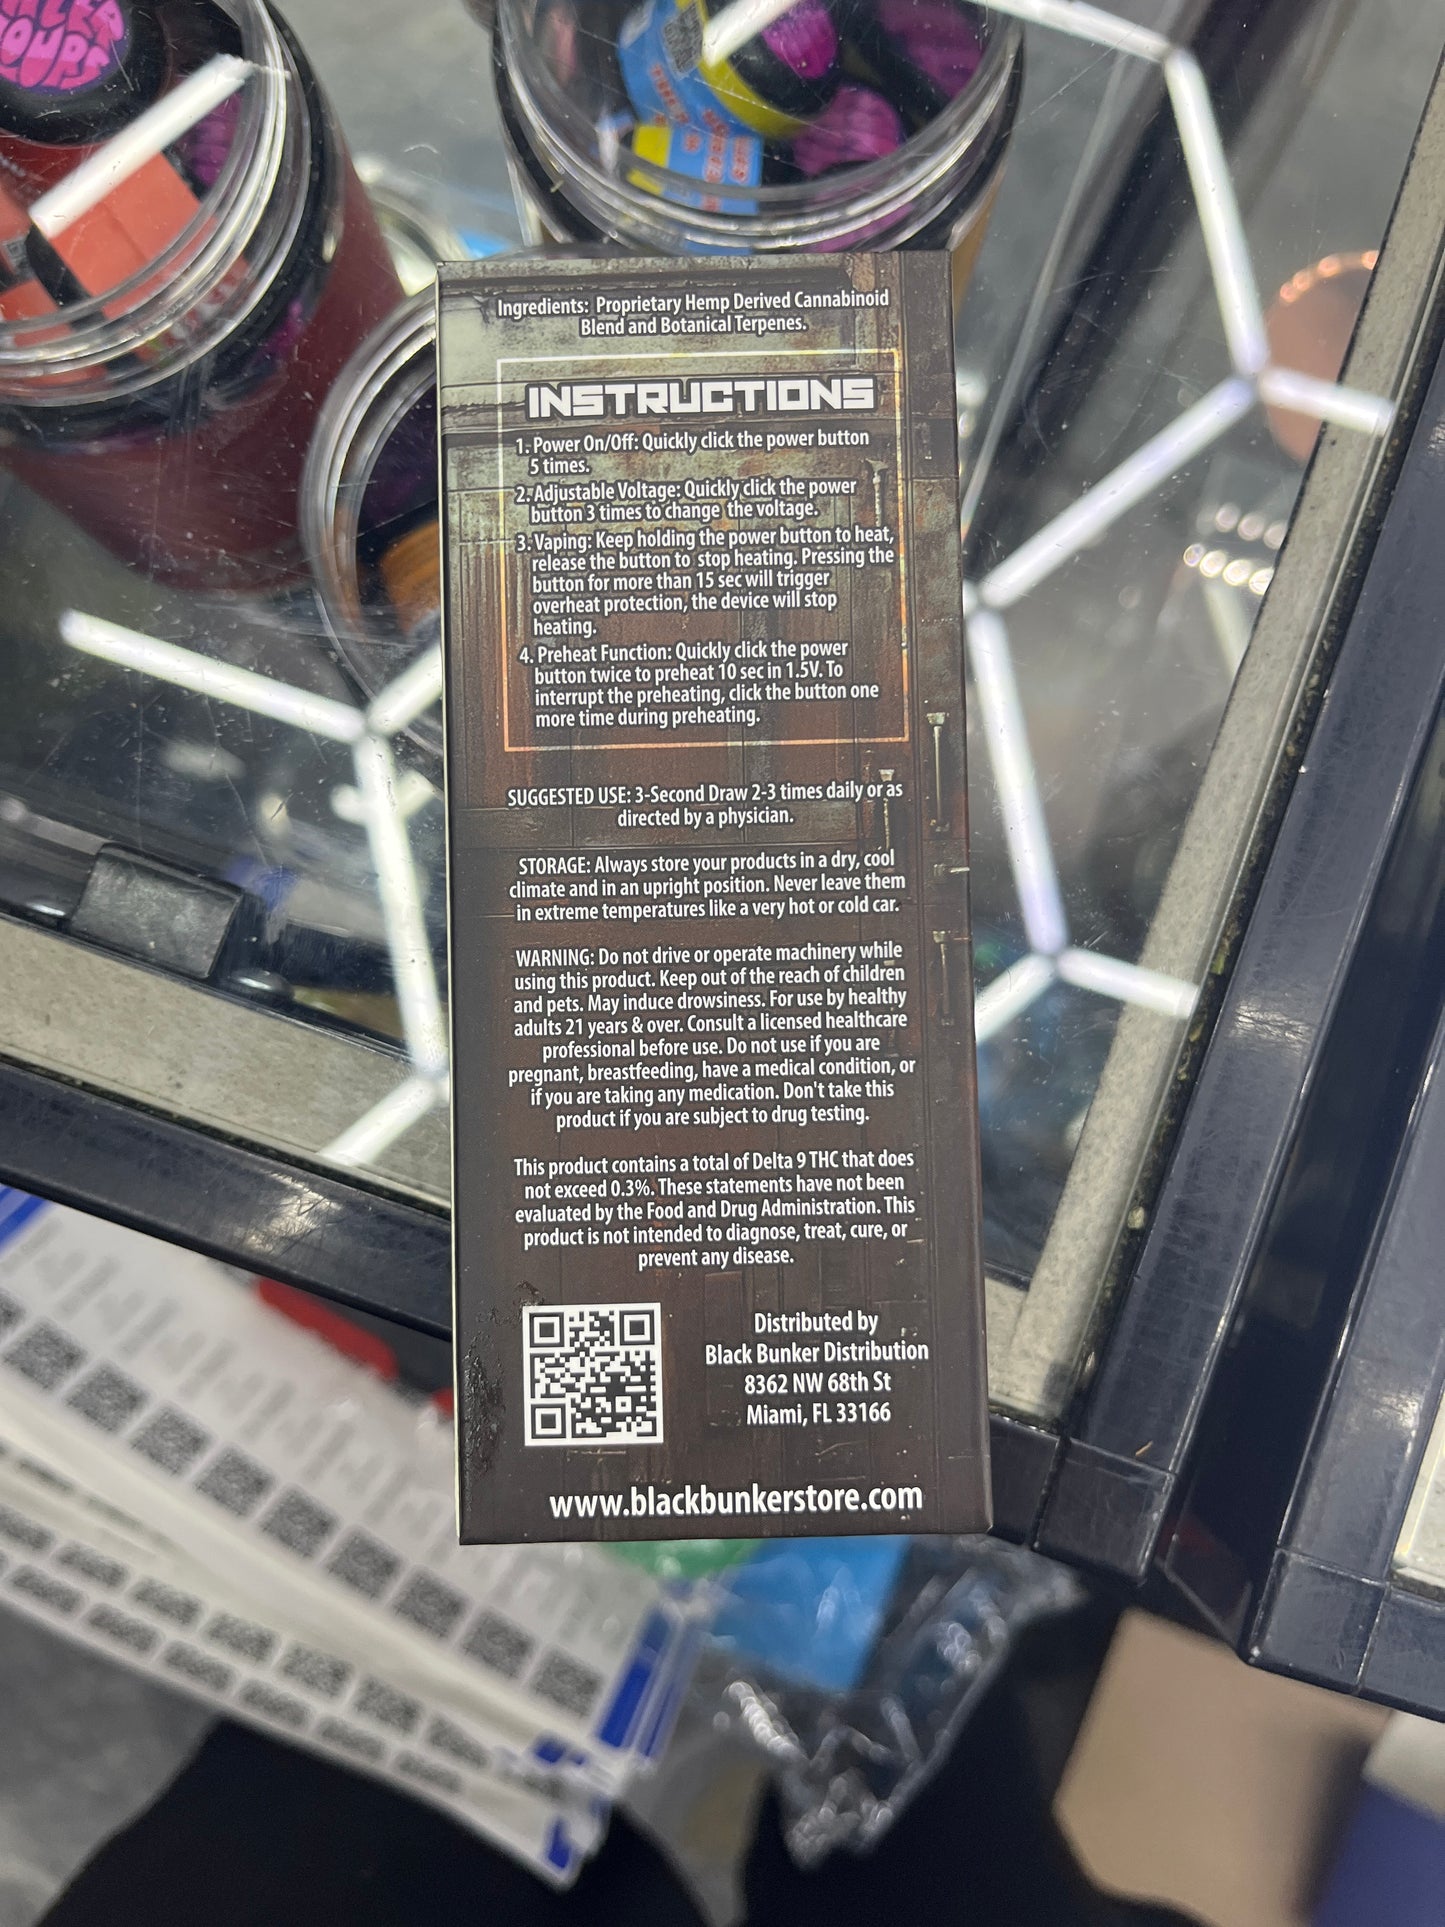 Ingredients: Proprietary Hemp Derived Cannabinoid
Blend and Botanical Terpenes.
INSTRUCTIONS
1. Power On/Off: Quickly click the power button
5 times.
2. Adjustable Voltage: Quickly click the power
button 3 times to change the voltage.
3. Vaping: Keep holding the power button to heat,
release the button to stop heating. Pressing the
button for more than 15 sec will trigger
overheat protection, the device will stop
heating.
4. Preheat Function: Quickly click the power
button twice to preheat 10 sec in 1.5V. To
interrupt the preheating, click the button one
more time during preheating.
SUGGESTED USE: 3-Second Draw 2-3 times daily or as
directed by a physician.
STORAGE: Always store your products in a dry, cool
climate and in an upright position. Never leave them
in extreme temperatures like a very hot or cold car.
WARNING: Do not drive or operate machinery while
using this product. Keep out of the reach of children
and pets. May induce drowsiness. For use by healthy
adults 21 years & over. Consult a licensed healthcare
professional before use. Do not use if you are
pregnant, breastfeeding, have a medical condition, or
if you are taking any medication. Don't take this
product if you are subject to drug testing.
This product contains a total of Delta 9 THC that does
not exceed 0.3%. These statements have not been
evaluated by the Food and Drug Administration. This
product is not intended to diagnose, treat, cure, or
prevent any disease.
Distributed by
Black Bunker Distribution
8362 NW 68th St
Miami, FL 33166
www.blackbunkerstore.com